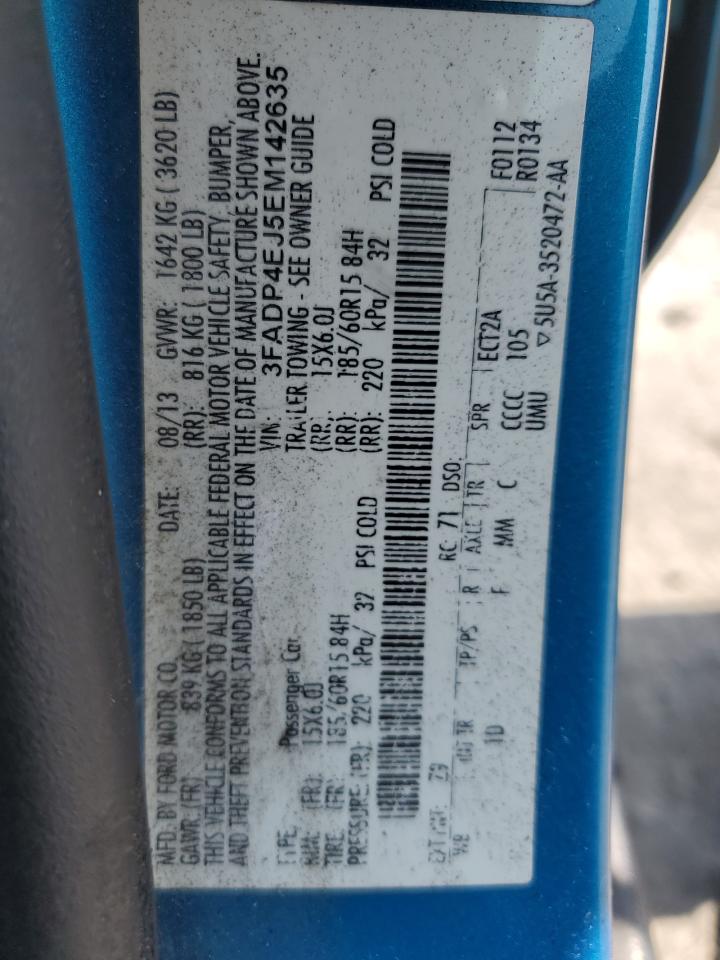 MFD. BY FORD MOTOR CO. DATE: 08/13 GVWR: 1642 KG ( 3620 LB)
GAWR: (FR) 839 KG ( 1850 LB) (RR): 816 KG ( 1800 LB)
THIS VEHICLE CONFORMS TO ALL APPLICABLE FEDERAL MOTOR VEHICLE SAFETY, BUMPER,
AND THEFT PREVENTION STANDARDS IN EFFECT ON THE DATE OF MANUFACTURE SHOWN ABOVE.
VIN: 3FADP4EJ5EM142635
TYPE: Passenger Car TRAILER TOWING - SEE OWNER GUIDE
RIM: (FR): 15X6.0J (RR): 15X6.0J
TIRE: (FR: 185/60R15 84H (RR): 185/60R15 84H
PRESSURE: (FR): 220 kPa/ 32 PSI COLD (RR): 220 kPa/ 32 PSI COLD
EXT PNT: Z9 RC: 71 DSO:
WB INT TR TP/PS R AXLE TR SPR ECT2A F0112
ID F MM C CCCC 105 R0134
UMU ▽ 5U5A-3520472-AA